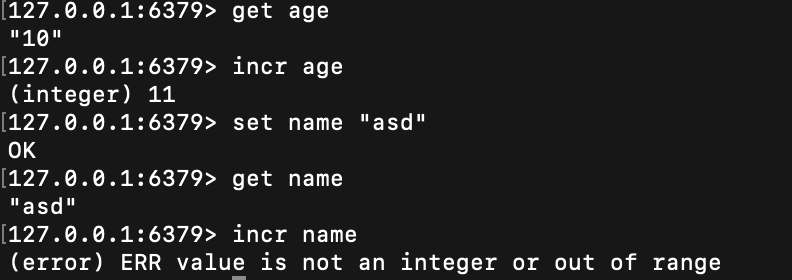 [127.0.0.1:6379> get age
"10"
[127.0.0.1:6379> incr age
(integer) 11
[127.0.0.1:6379> set name "asd"
OK
[127.0.0.1:6379> get name
"asd"
[127.0.0.1:6379> incr name
(error) ERR value is not an integer or out of range